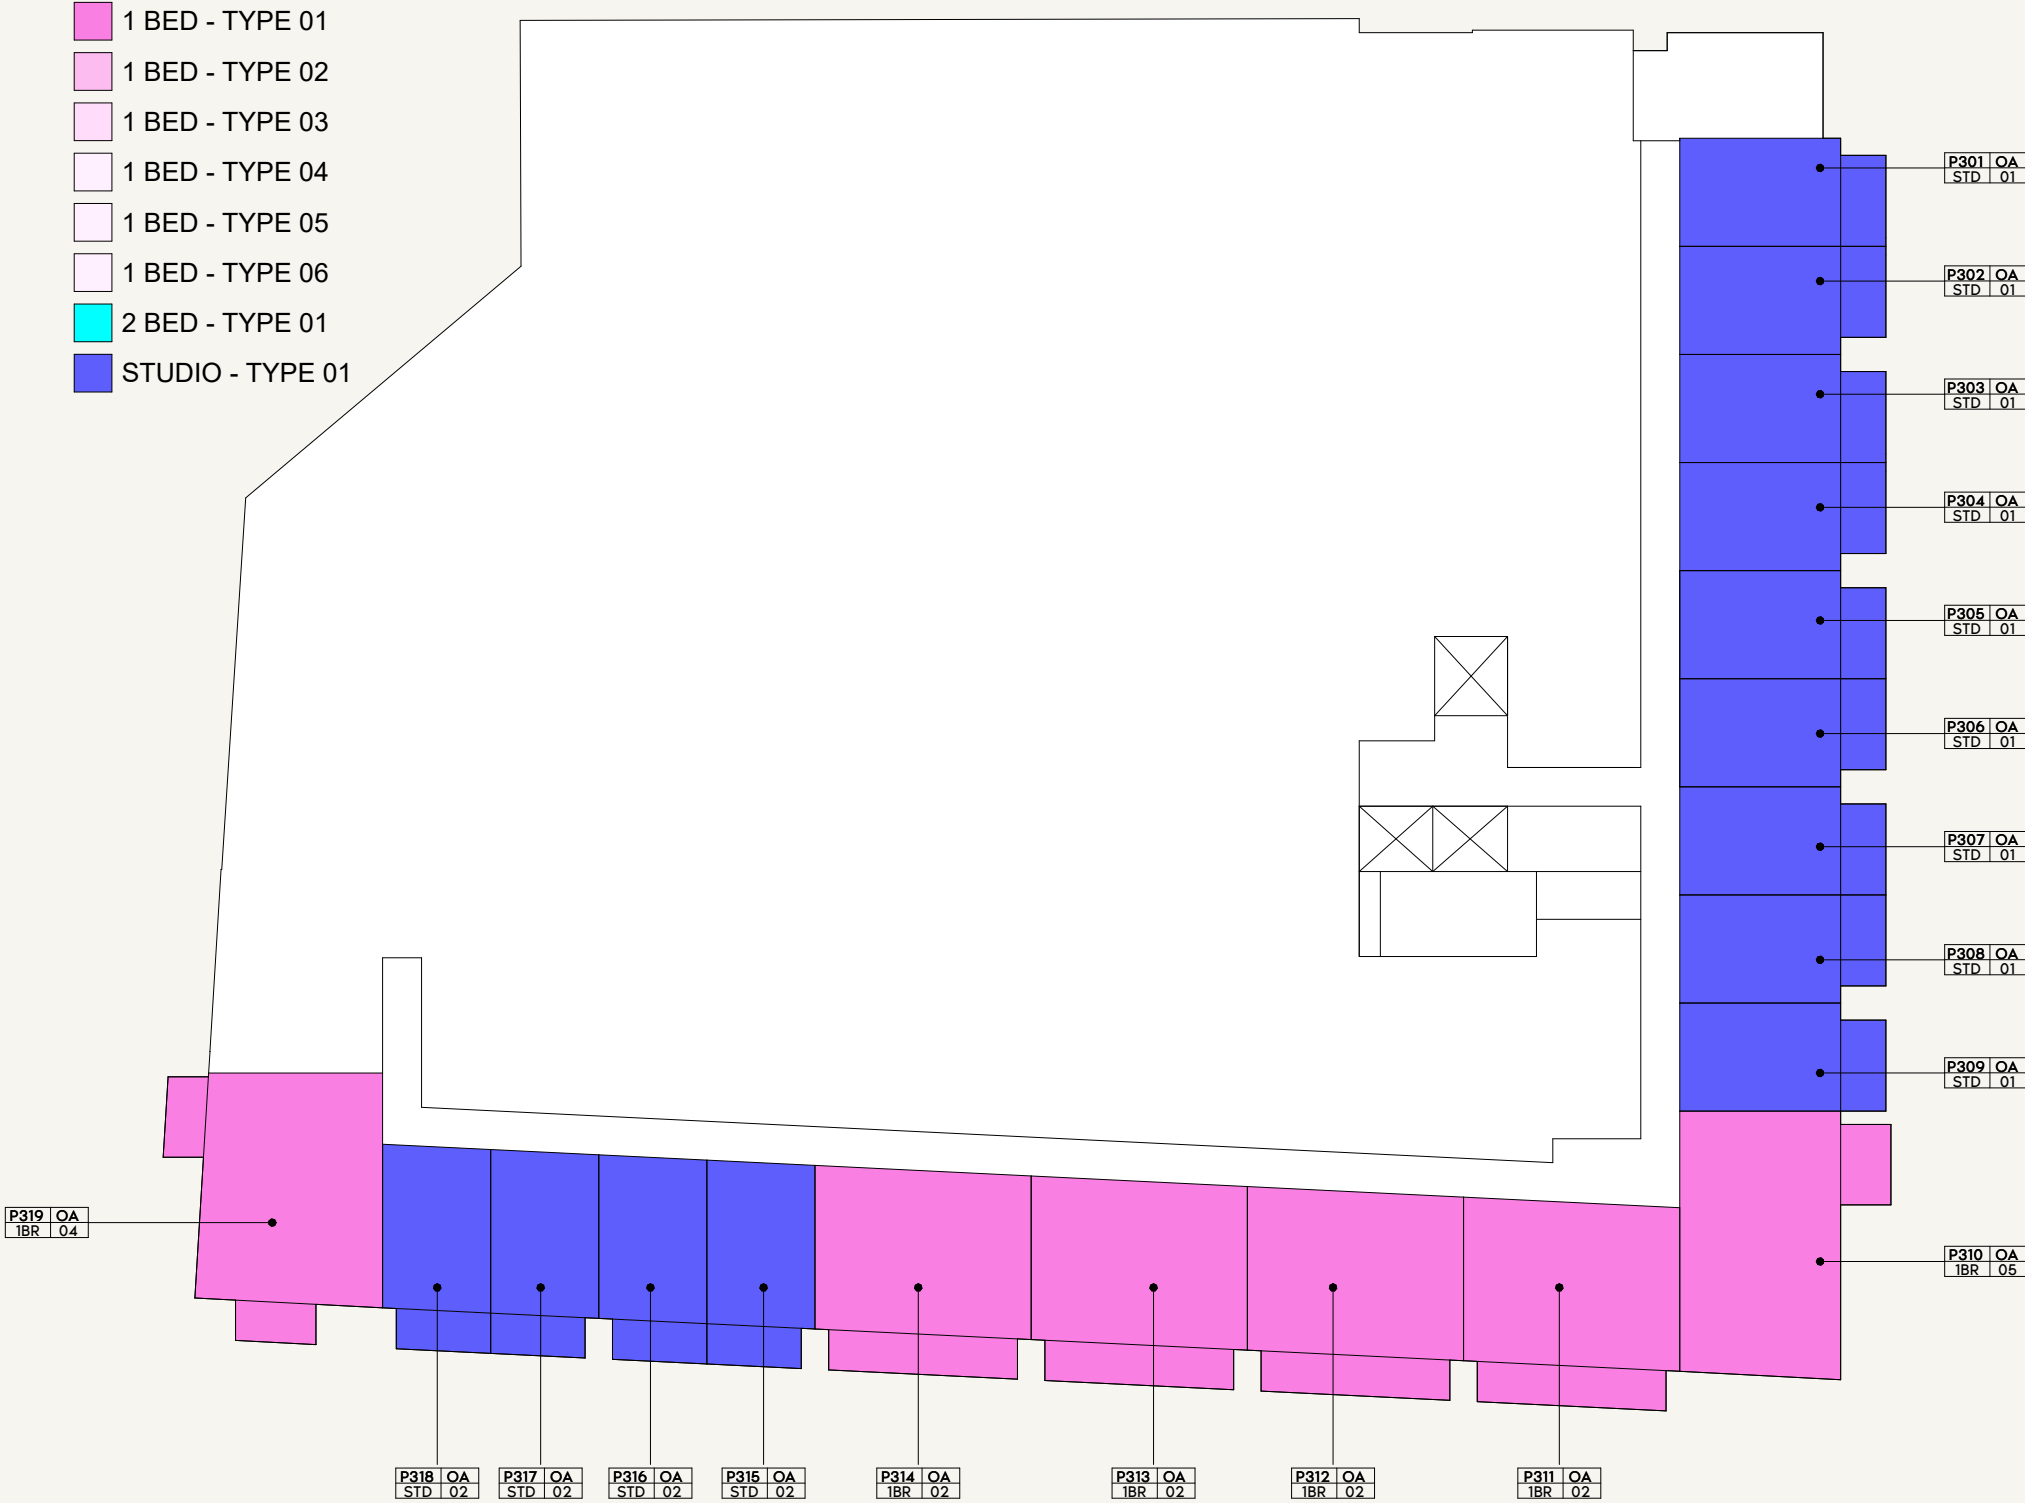 1 BED - TYPE 01
1 BED - TYPE 02
1 BED - TYPE 03
1 BED - TYPE 04
1 BED - TYPE 05
1 BED - TYPE 06
2 BED - TYPE 01
STUDIO - TYPE 01
P301 OA
STD 01
P302 OA
STD 01
P303 OA
STD 01
P304 OA
STD 01
P305 OA
STD 01
P306 OA
STD 01
P307 OA
STD 01
P308 OA
STD 01
P309 OA
STD 01
P319 OA
1BR 04
P310 OA
1BR 05
P318 OA
STD 02
P317 OA
STD 02
P316 OA
STD 02
P315 OA
STD 02
P314 OA
1BR 02
P313 OA
1BR 02
P312 OA
1BR 02
P311 OA
1BR 02